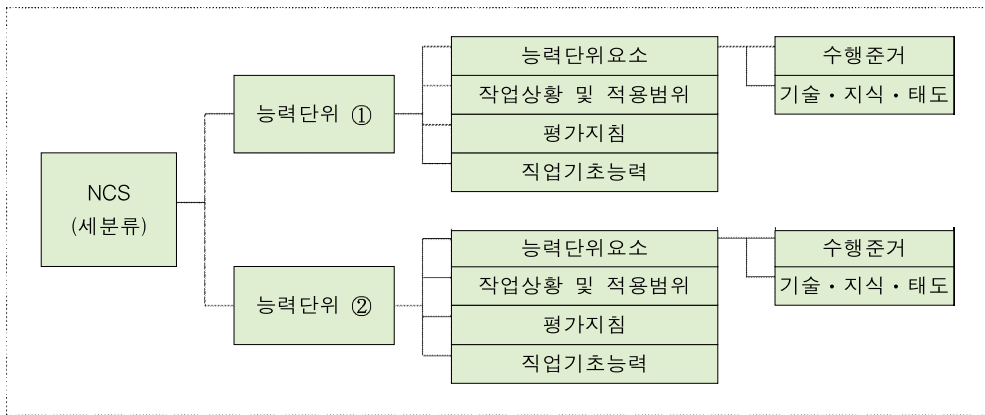 NCS
(세분류)
능력단위 ①
능력단위요소
작업상황 및 적용범위
평가지침
직업기초능력
수행준거
기술・지식・태도
능력단위 ②
능력단위요소
작업상황 및 적용범위
평가지침
직업기초능력
수행준거
기술・지식・태도